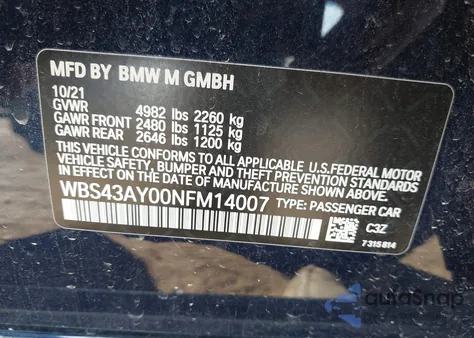 MFD BY BMW M GMBH
10/21
GVWR 4982 lbs 2260 kg
GAWR FRONT 2480 lbs 1125 kg
GAWR REAR 2646 lbs 1200 kg
THIS VEHICLE CONFORMS TO ALL APPLICABLE U.S.FEDERAL MOTOR
VEHICLE SAFETY, BUMPER AND THEFT PREVENTION STANDARDS
IN EFFECT ON THE DATE OF MANUFACTURE SHOWN ABOVE.
WBS43AY00NFM14007 TYPE: PASSENGER CAR
C3Z
7315814
autoSnap